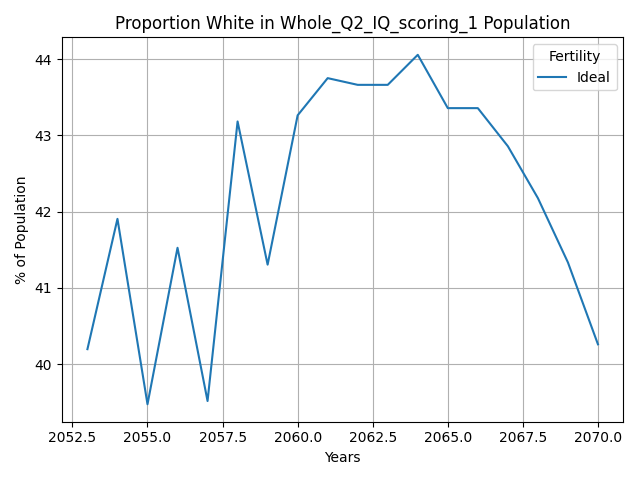 Proportion White in Whole_Q2_IQ_scoring_1 Population
Fertility
Ideal
% of Population
44
43
42
41
40
2052.5 2055.0 2057.5 2060.0 2062.5 2065.0 2067.5 2070.0
Years